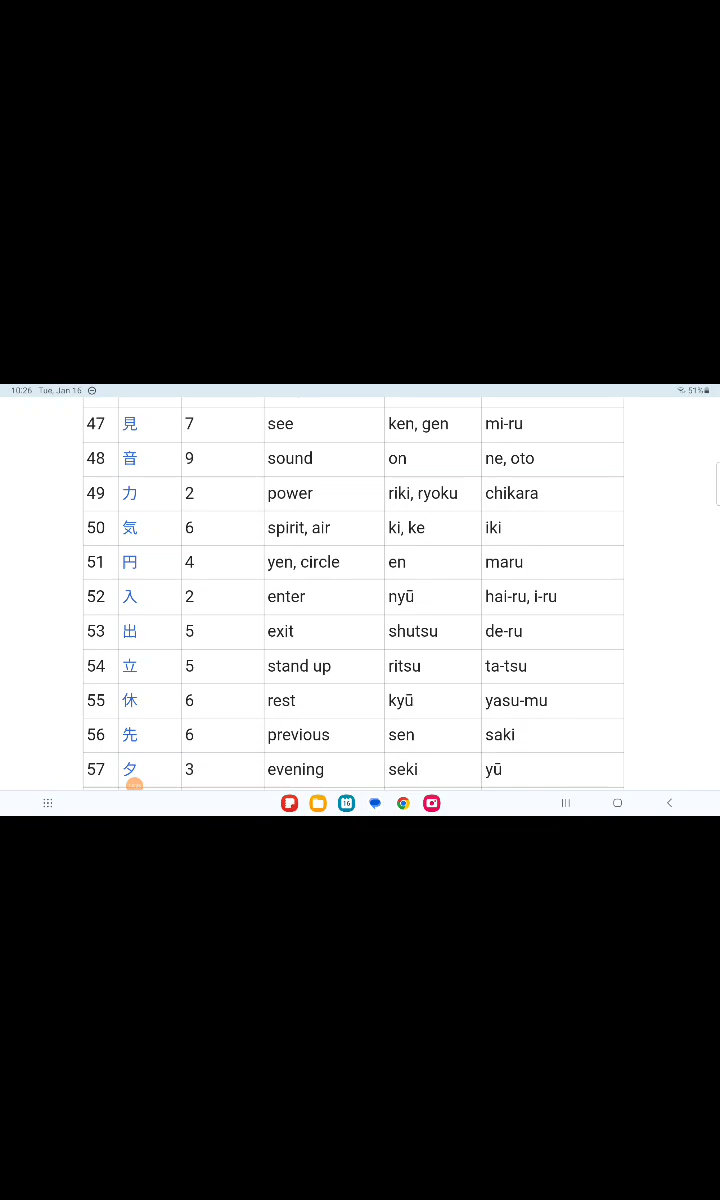 10:26 Tue, Jan 16 51%
47 見 7 see ken, gen mi-ru
48 音 9 sound on ne, oto
49 力 2 power riki, ryoku chikara
50 気 6 spirit, air ki, ke iki
51 円 4 yen, circle en maru
52 入 2 enter nyū hai-ru, i-ru
53 出 5 exit shutsu de-ru
54 立 5 stand up ritsu ta-tsu
55 休 6 rest kyū yasu-mu
56 先 6 previous sen saki
57 夕 3 evening seki yū
16